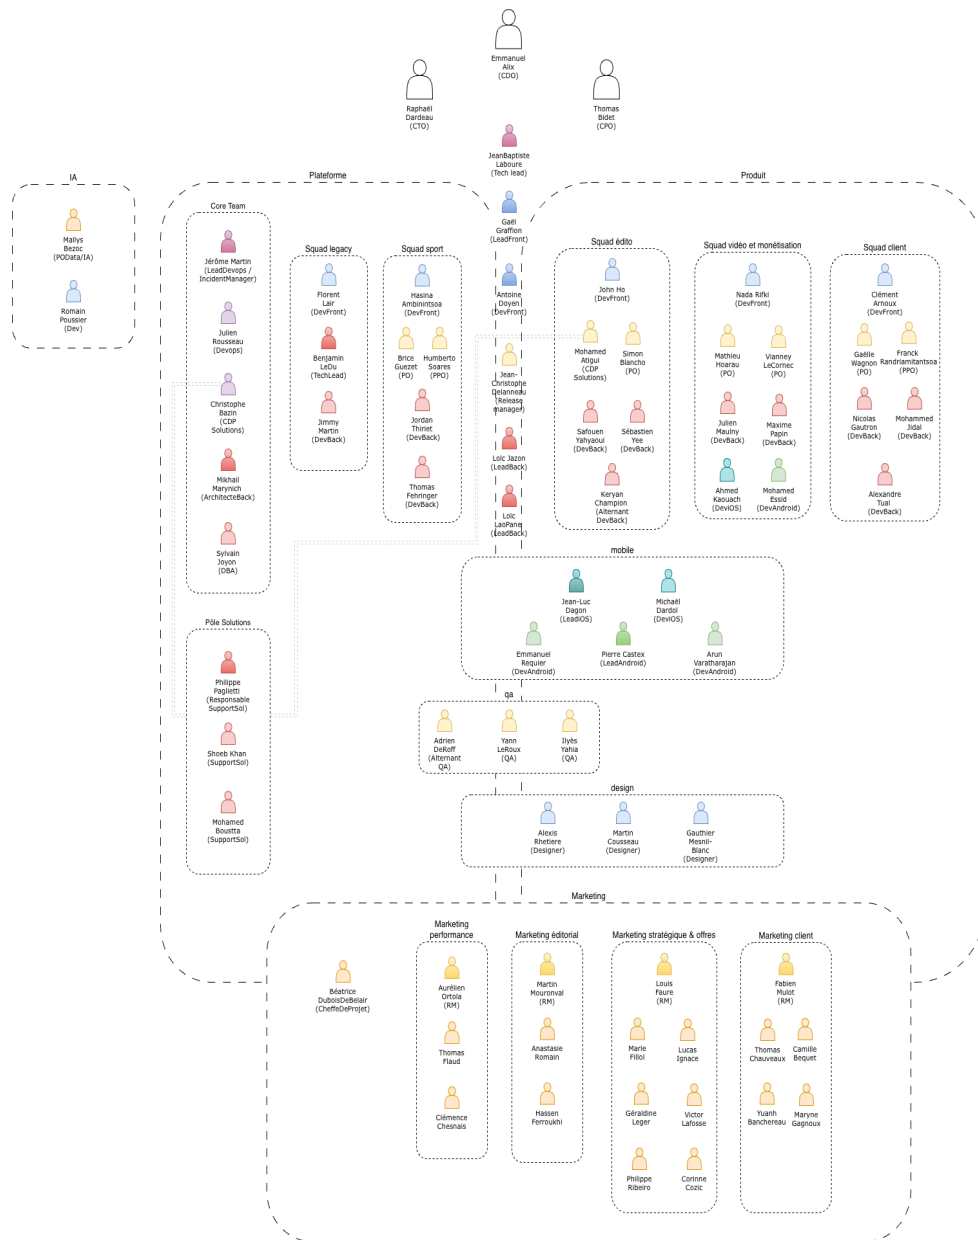 Emmanuel
Alix
(CDO)
Raphaël
Dardeau
(CTO)
Thomas
Bidet
(CPO)
JeanBaptiste
Laboure
(Tech lead)
Gaël
Graffion
(LeadFront)
Antoine
Doyen
(DevFront)
Jean-
Christophe
Delanneau
(Release
manager)
Loïc Jazon
(LeadBack)
Loïc
LaoPane
(LeadBack)
IA
Maïlys
Bezoc
(POData/IA)
Romain
Poussier
(Dev)
Plateforme
Core Team
Jérôme Martin
(LeadDevops /
IncidentManager)
Julien
Rousseau
(Devops)
Christophe
Bazin
(CDP
Solutions)
Mikhail
Marynich
(ArchitecteBack)
Sylvain
Joyon
(DBA)
Squad legacy
Florent
Lair
(DevFront)
Benjamin
LeDu
(TechLead)
Jimmy
Martin
(DevBack)
Squad sport
Hasina
Ambinintsoa
(DevFront)
Brice
Guezet
(PO)
Humberto
Soares
(PPO)
Jordan
Thiriet
(DevBack)
Thomas
Fehringer
(DevBack)
Pôle Solutions
Philippe
Paglietti
(Responsable
SupportSol)
Shoeb Khan
(SupportSol)
Mohamed
Boustta
(SupportSol)
Produit
Squad édito
John Ho
(DevFront)
Mohamed
Atigui
(CDP
Solutions)
Simon
Biancho
(PO)
Safouen
Yahyaoui
(DevBack)
Sébastien
Yee
(DevBack)
Keryan
Champion
(Alternant
DevBack)
Squad vidéo et monétisation
Nada Rifki
(DevFront)
Mathieu
Hoarau
(PO)
Vianney
LeCornec
(PO)
Julien
Maulny
(DevBack)
Maxime
Papin
(DevBack)
Ahmed
Kaouach
(DeviOS)
Mohamed
Essid
(DevAndroid)
Squad client
Clément
Arnoux
(DevFront)
Gaëlle
Wagnon
(PO)
Franck
Randriamitantsoa
(PPO)
Nicolas
Gautron
(DevBack)
Mohammed
Jidal
(DevBack)
Alexandre
Tual
(DevBack)
mobile
Jean-Luc
Dagon
(LeadiOS)
Michaël
Dardol
(DeviOS)
Emmanuel
Requier
(DevAndroid)
Pierre Castex
(LeadAndroid)
Arun
Varatharajan
(DevAndroid)
qa
Adrien
DeRoff
(Alternant
QA)
Yann
LeRoux
(QA)
Ilyès
Yahia
(QA)
design
Alexis
Rhetiere
(Designer)
Martin
Cousseau
(Designer)
Gauthier
Mesnil-
Blanc
(Designer)
Marketing
Béatrice
DuboisDeBelair
(CheffeDeProjet)
Marketing
performance
Aurélien
Ortola
(RM)
Thomas
Flaud
Clémence
Chesnais
Marketing éditorial
Martin
Mouronval
(RM)
Anastasie
Romain
Hassen
Ferroukhi
Marketing stratégique & offres
Louis
Faure
(RM)
Marie
Fillol
Lucas
Ignace
Géraldine
Leger
Victor
Lafosse
Philippe
Ribeiro
Corinne
Cozic
Marketing client
Fabien
Mulot
(RM)
Thomas
Chauveaux
Camille
Bequet
Yuanh
Banchereau
Maryne
Gagnoux